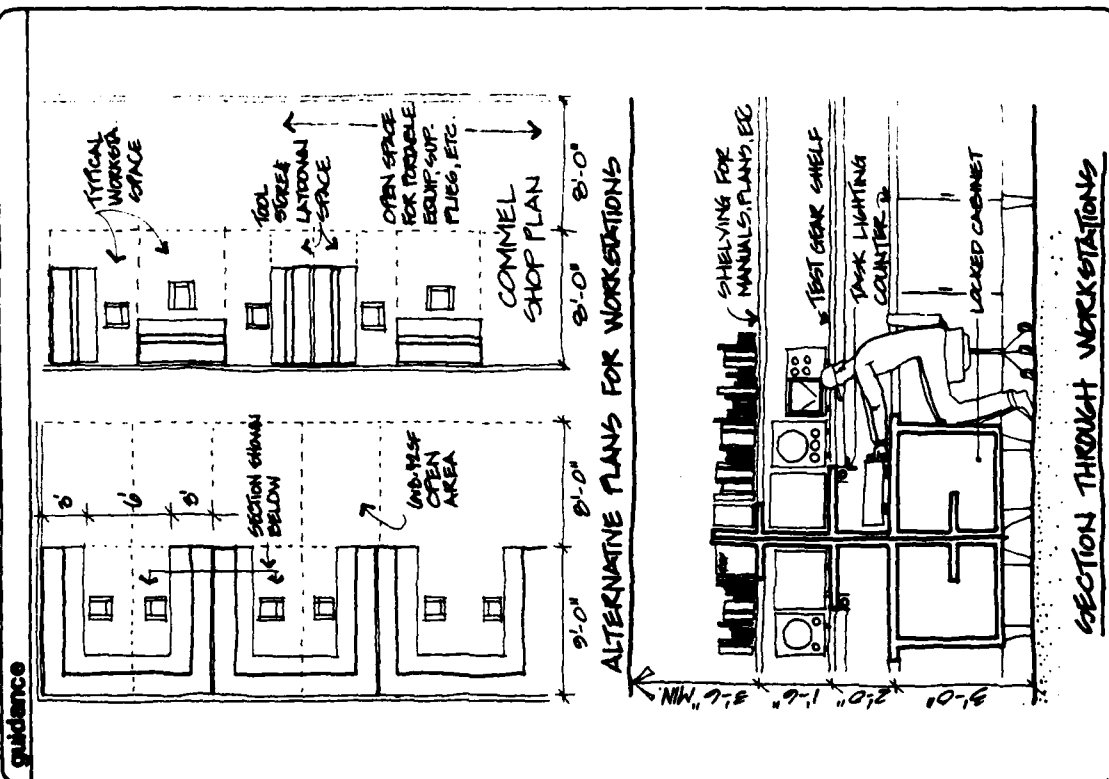 guidance
TYPICAL
WORKSTA.
SPACE
TOOL
STORE &
LAYDOWN
SPACE
OPEN SPACE
FOR PORTABLE
EQUIP, SUP-
PLIES, ETC.
COMMEL
SHOP PLAN
8'-0"
8'-0"
3'
6'
3'
SECTION SHOWN
BELOW
OPEN
AREA
9'-0"
8'-0"
ALTERNATIVE PLANS FOR WORKSTATIONS
SHELVING FOR
MANUALS, PLANS, ETC
TEST GEAR SHELF
TASK LIGHTING
COUNTER
LOCKED CABINET
3'-6" MIN.
1'-6"
2'-0"
3'-0"
SECTION THROUGH WORKSTATIONS